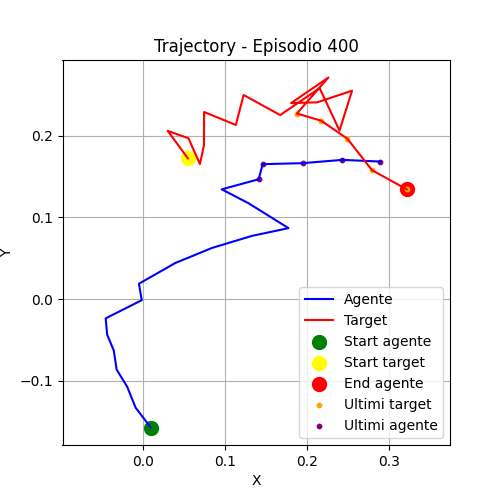 Trajectory - Episodio 400
Y
0.2
0.1
0.0
−0.1
0.0
0.1
0.2
0.3
X
Agente
Target
Start agente
Start target
End agente
Ultimi target
Ultimi agente